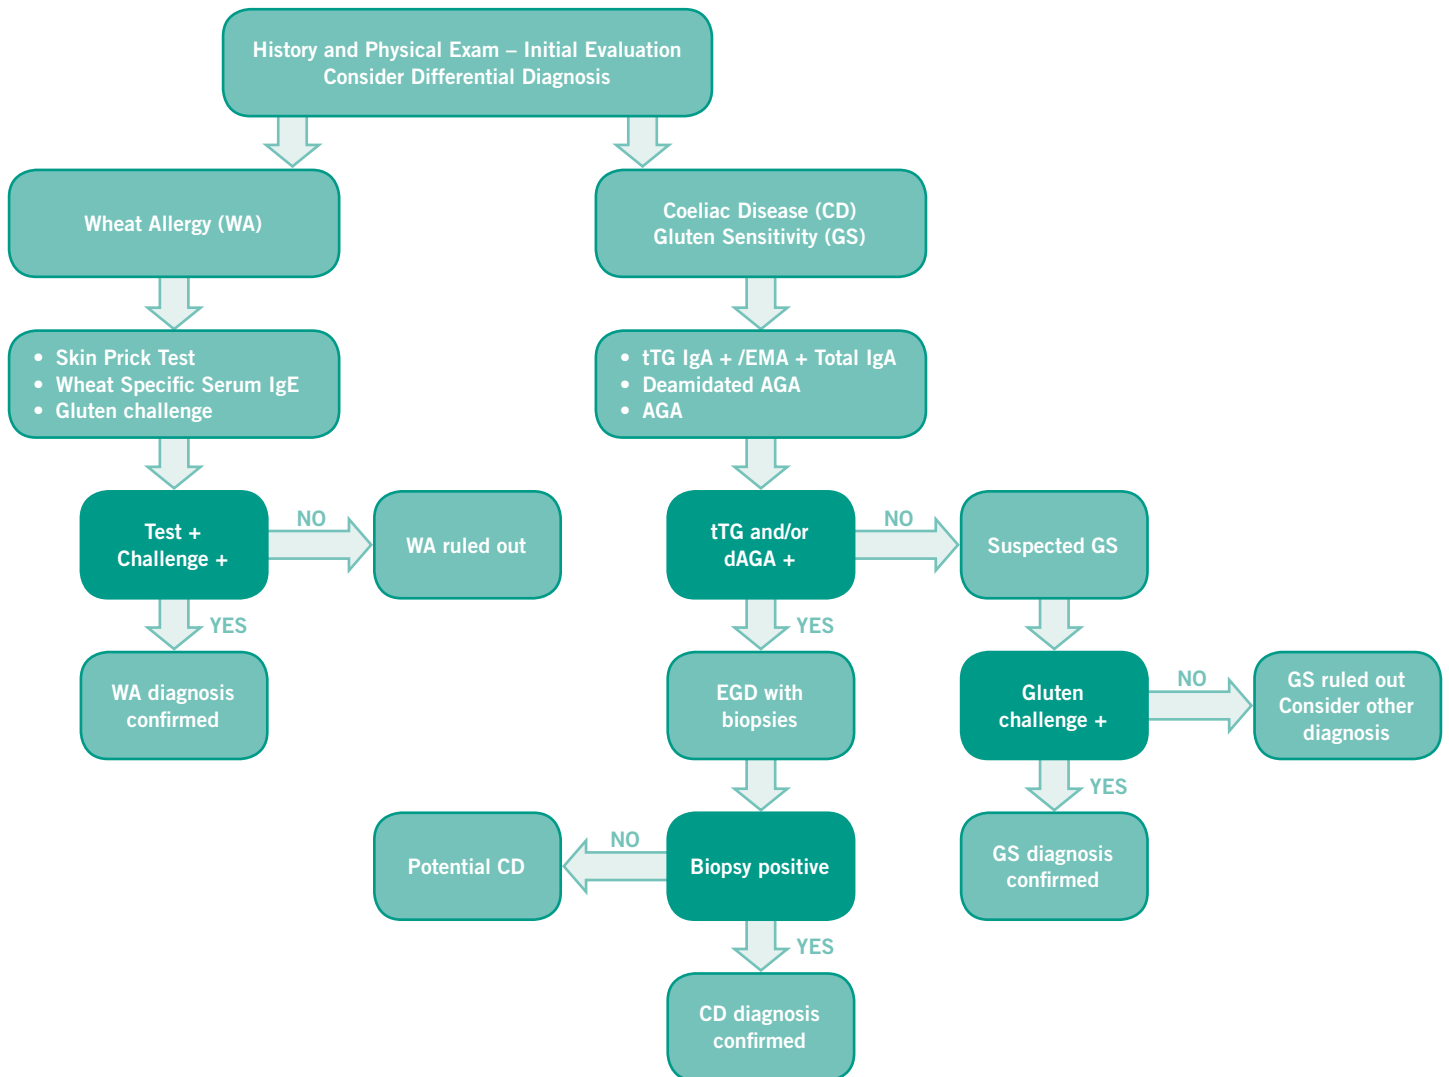 History and Physical Exam – Initial Evaluation
Consider Differential Diagnosis
Wheat Allergy (WA)
Coeliac Disease (CD)
Gluten Sensitivity (GS)
• Skin Prick Test
• Wheat Specific Serum IgE
• Gluten challenge
• tTG IgA + /EMA + Total IgA
• Deamidated AGA
• AGA
Test +
Challenge +
NO
WA ruled out
tTG and/or
dAGA +
NO
Suspected GS
YES
YES
WA diagnosis
confirmed
EGD with
biopsies
Gluten
challenge +
NO
GS ruled out
Consider other
diagnosis
YES
Potential CD
NO
Biopsy positive
GS diagnosis
confirmed
YES
CD diagnosis
confirmed